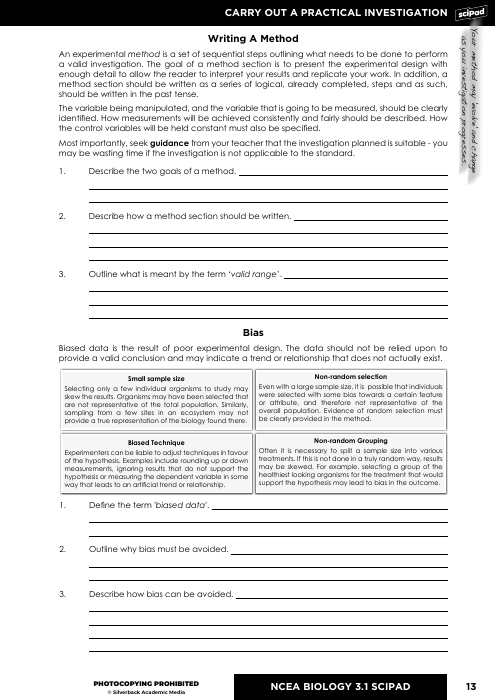 CARRY OUT A PRACTICAL INVESTIGATION
scipad
Your method may 'evolve' and change
as your investigation progresses.
Writing A Method
An experimental method is a set of sequential steps outlining what needs to be done to perform
a valid investigation. The goal of a method section is to present the experimental design with
enough detail to allow the reader to interpret your results and replicate your work. In addition, a
method section should be written as a series of logical, already completed, steps and as such,
should be written in the past tense.
The variable being manipulated, and the variable that is going to be measured, should be clearly
identified. How measurements will be achieved consistently and fairly should be described. How
the control variables will be held constant must also be specified.
Most importantly, seek guidance from your teacher that the investigation planned is suitable - you
may be wasting time if the investigation is not applicable to the standard.
1. Describe the two goals of a method.
2. Describe how a method section should be written.
3. Outline what is meant by the term 'valid range'.
Bias
Biased data is the result of poor experimental design. The data should not be relied upon to
provide a valid conclusion and may indicate a trend or relationship that does not actually exist.
Small sample size
Selecting only a few individual organisms to study may
skew the results. Organisms may have been selected that
are not representative of the total population. Similarly,
sampling from a few sites in an ecosystem may not
provide a true representation of the biology found there.
Non-random selection
Even with a large sample size, it is possible that individuals
were selected with some bias towards a certain feature
or attribute, and therefore not representative of the
overall population. Evidence of random selection must
be clearly provided in the method.
Biased Technique
Experimenters can be liable to adjust techniques in favour
of the hypothesis. Examples include rounding up or down
measurements, ignoring results that do not support the
hypothesis or measuring the dependent variable in some
way that leads to an artificial trend or relationship.
Non-random Grouping
Often it is necessary to split a sample size into various
treatments. If this is not done in a truly random way, results
may be skewed. For example, selecting a group of the
healthiest looking organisms for the treatment that would
support the hypothesis may lead to bias in the outcome.
1. Define the term 'biased data'.
2. Outline why bias must be avoided.
3. Describe how bias can be avoided.
PHOTOCOPYING PROHIBITED
© Silverback Academic Media
NCEA BIOLOGY 3.1 SCIPAD
13